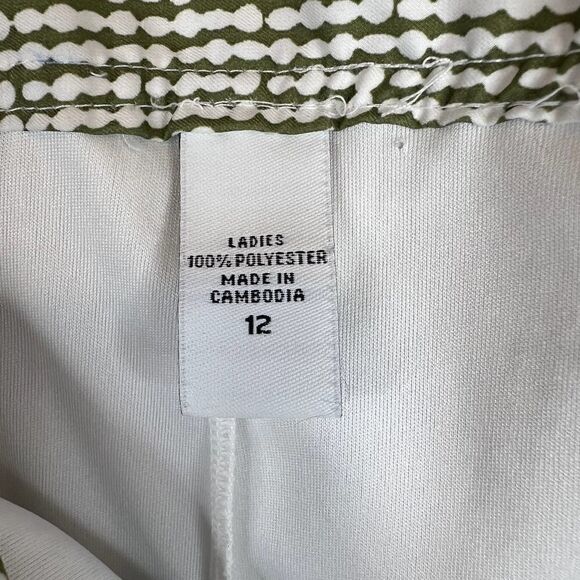 LADIES
100% POLYESTER
MADE IN
CAMBODIA
12